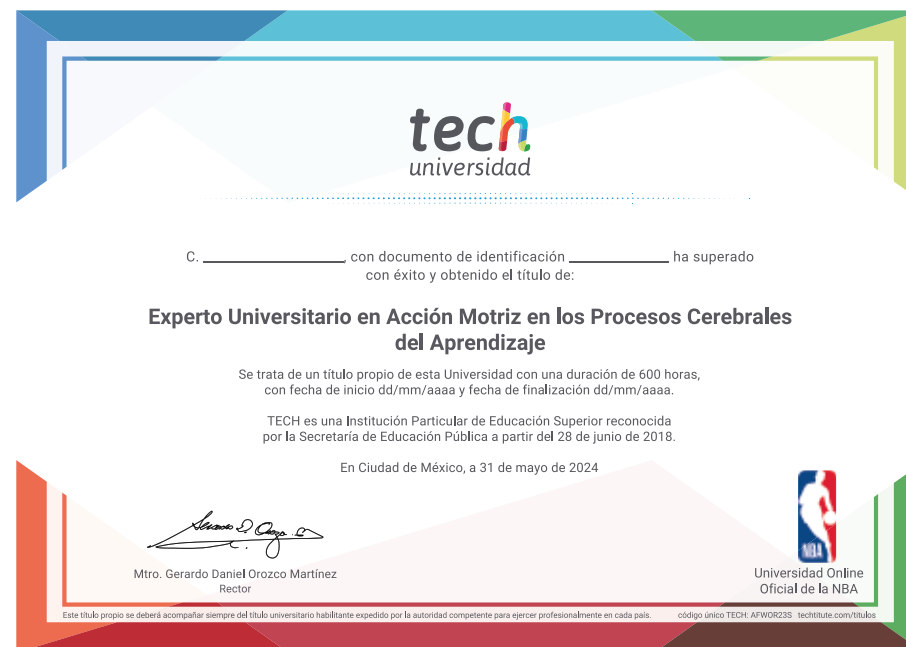 tech
universidad
C. ____________________, con documento de identificación ______________ ha superado
con éxito y obtenido el título de:
Experto Universitario en Acción Motriz en los Procesos Cerebrales
del Aprendizaje
Se trata de un título propio de esta Universidad con una duración de 600 horas,
con fecha de inicio dd/mm/aaaa y fecha de finalización dd/mm/aaaa.
TECH es una Institución Particular de Educación Superior reconocida
por la Secretaría de Educación Pública a partir del 28 de junio de 2018.
En Ciudad de México, a 31 de mayo de 2024
Mtro. Gerardo Daniel Orozco Martínez
Rector
NBA
Universidad Online
Oficial de la NBA
Este título propio se deberá acompañar siempre del título universitario habilitante expedido por la autoridad competente para ejercer profesionalmente en cada país. código único TECH: AFWOR23S techtitute.com/titulos